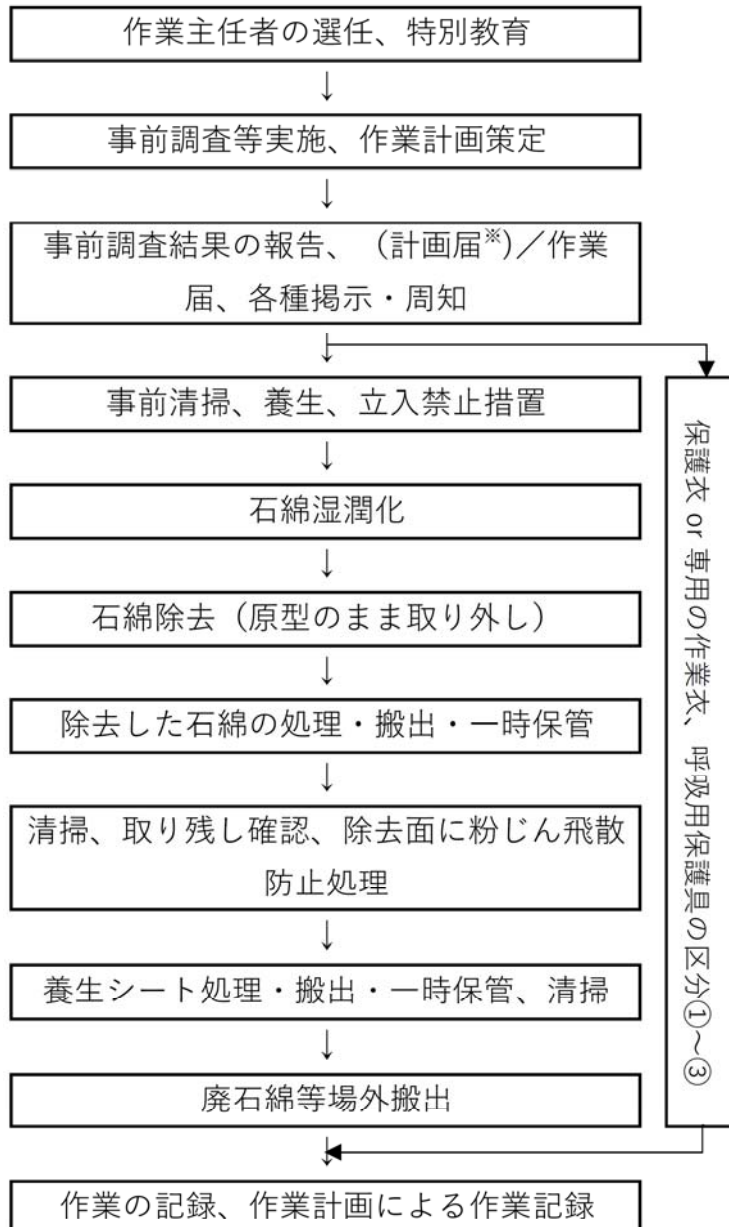 作業主任者の選任、特別教育
↓
事前調査等実施、作業計画策定
↓
事前調査結果の報告、（計画届※)／作業
届、各種掲示・周知
↓
事前清掃、養生、立入禁止措置
↓
石綿湿潤化
↓
石綿除去（原型のまま取り外し）
↓
除去した石綿の処理・搬出・一時保管
↓
清掃、取り残し確認、除去面に粉じん飛散
防止処理
↓
養生シート処理・搬出・一時保管、清掃
↓
廃石綿等場外搬出
↓
作業の記録、作業計画による作業記録
保護衣 or 専用の作業衣、呼吸用保護具の区分①～③